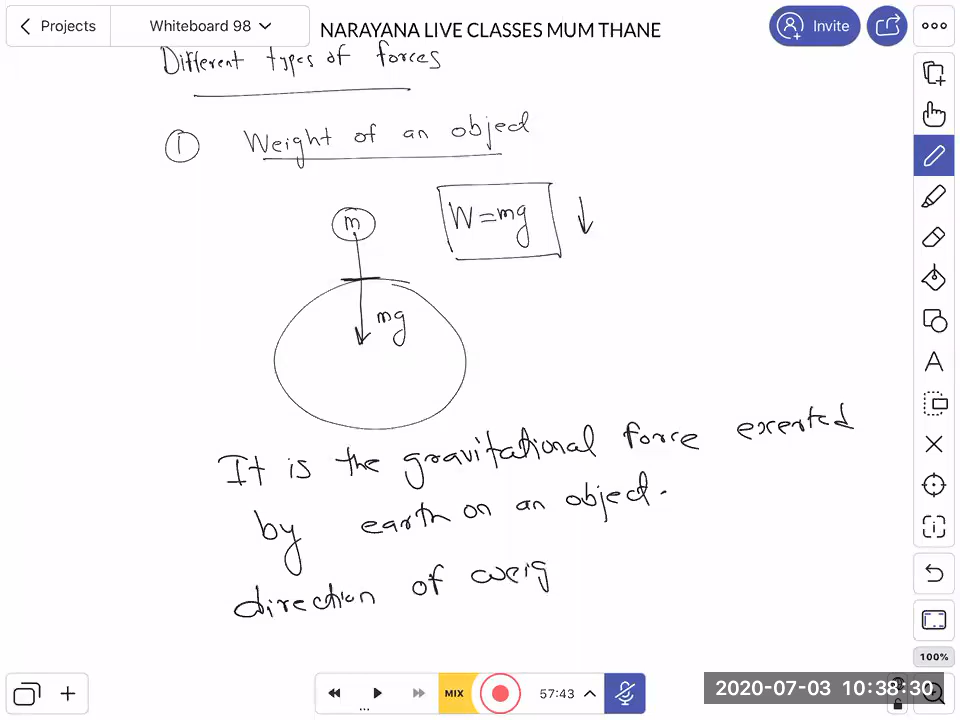 Projects
Whiteboard 98
NARAYANA LIVE CLASSES MUM THANE
Invite
Different types of forces
1 Weight of an object
m
W=mg
mg
It is the gravitational force exerted
by earth on an object.
direction of weig
A
100%
MIX
57:43
2020-07-03 10:38:30